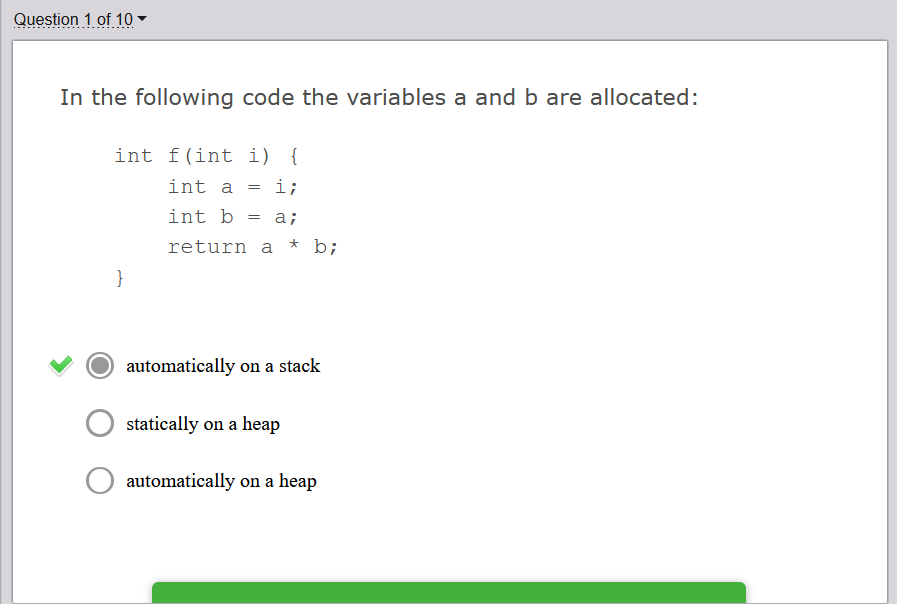 Question 1 of 10
In the following code the variables a and b are allocated:
int f(int i) {
    int a = i;
    int b = a;
    return a * b;
}
automatically on a stack
statically on a heap
automatically on a heap